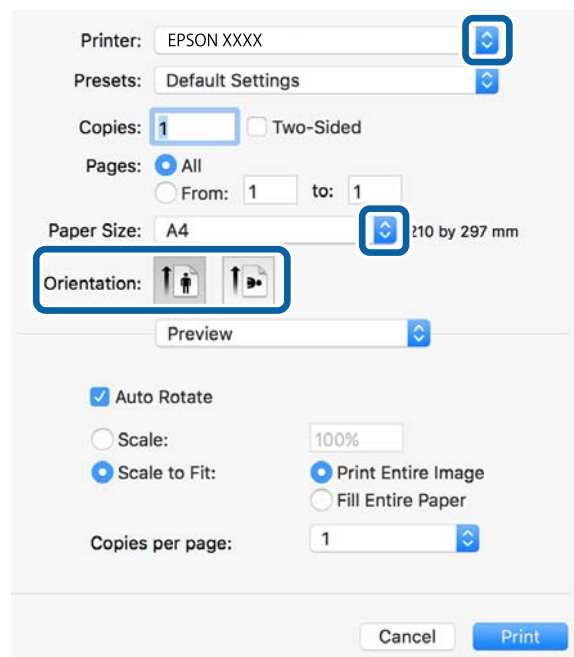 Printer: EPSON XXXX
Presets: Default Settings
Copies: 1 Two-Sided
Pages: All
From: 1 to: 1
Paper Size: A4 210 by 297 mm
Orientation:
Preview
Auto Rotate
Scale: 100%
Scale to Fit: Print Entire Image
Fill Entire Paper
Copies per page: 1
Cancel Print